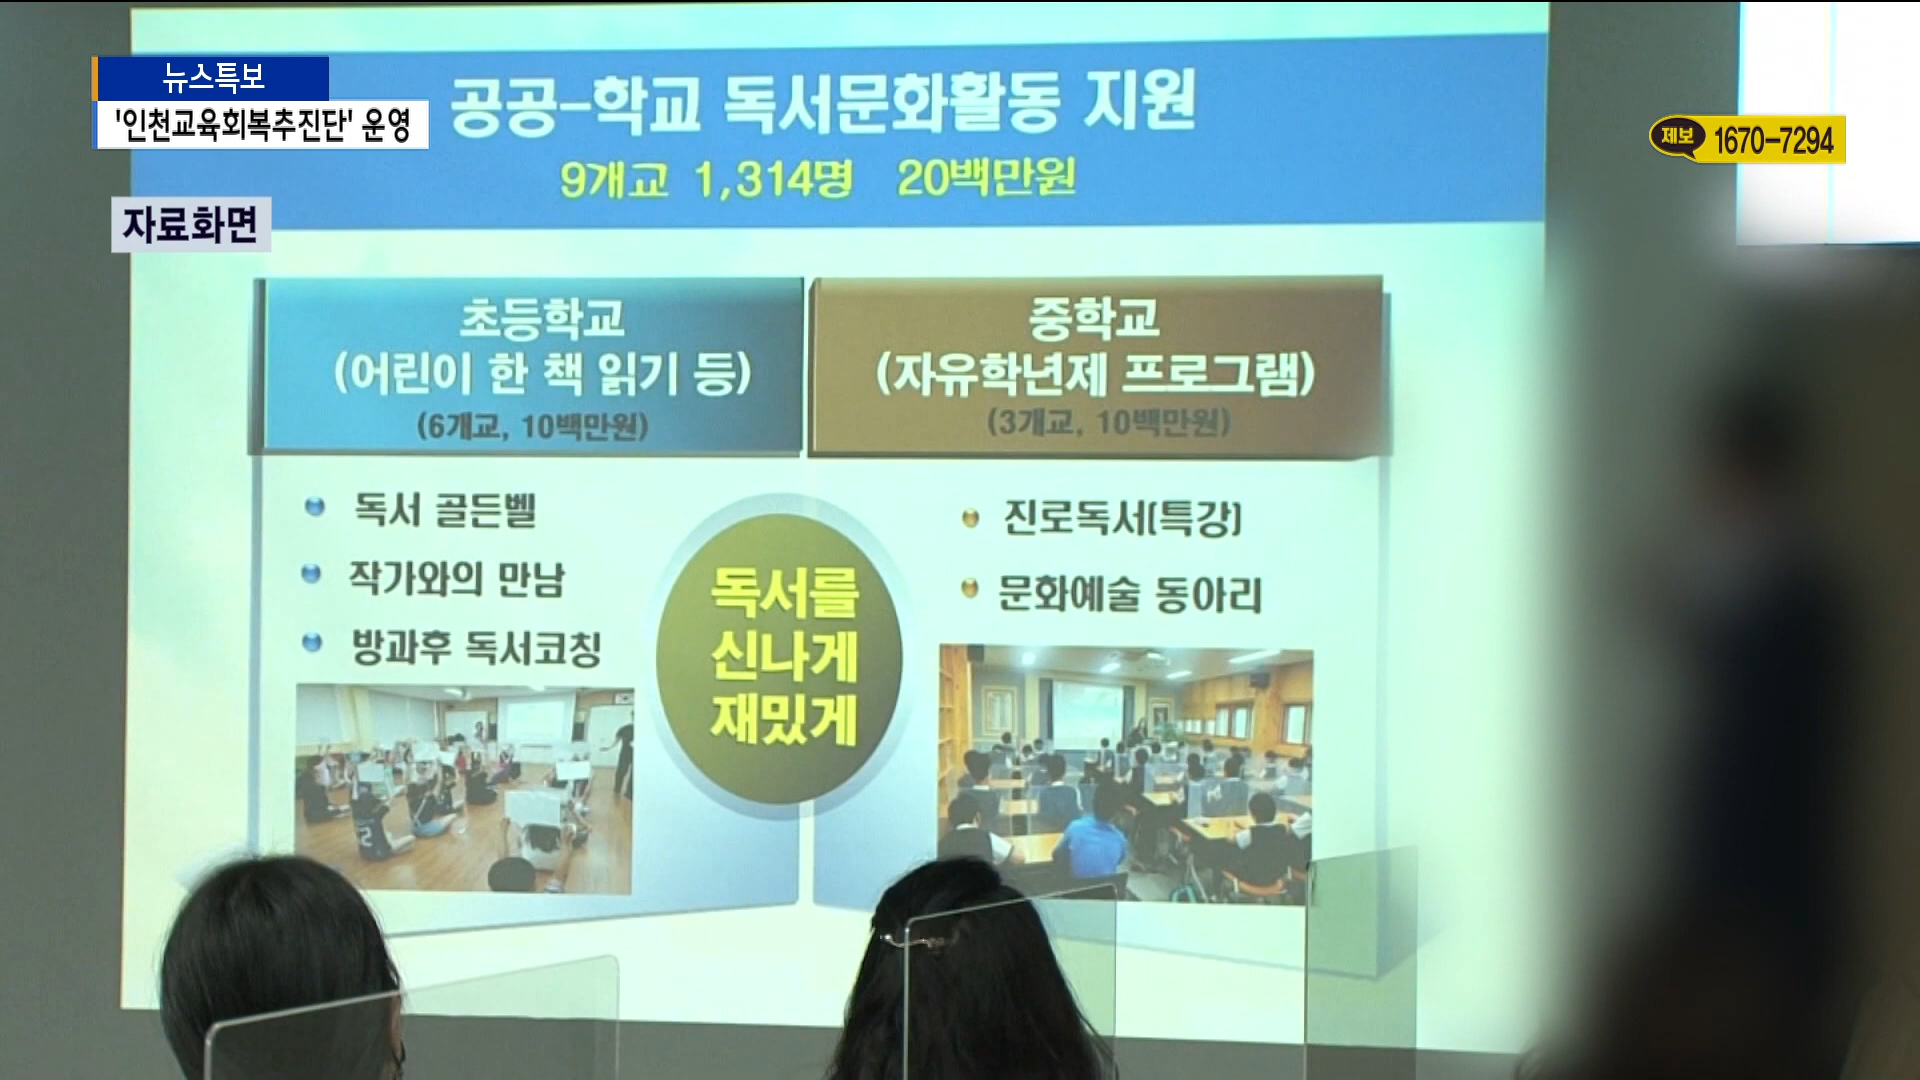 뉴스특보
'인천교육회복추진단' 운영
자료화면
제보 1670-7294
공공-학교 독서문화활동 지원
9개교 1,314명 20백만원
초등학교
(어린이 한 책 읽기 등)
(6개교, 10백만원)
중학교
(자유학년제 프로그램)
(3개교, 10백만원)
독서 골든벨
작가와의 만남
방과후 독서코칭
독서를
신나게
재밌게
진로독서(특강)
문화예술 동아리
2